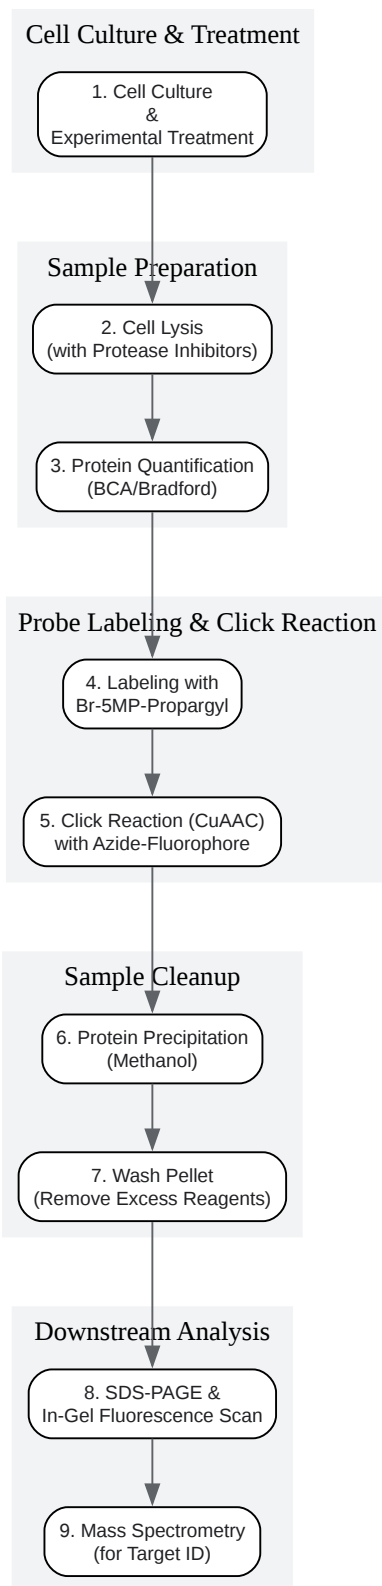 Cell Culture & Treatment
1. Cell Culture
&
Experimental Treatment
Sample Preparation
2. Cell Lysis
(with Protease Inhibitors)
3. Protein Quantification
(BCA/Bradford)
Probe Labeling & Click Reaction
4. Labeling with
Br-5MP-Propargyl
5. Click Reaction (CuAAC)
with Azide-Fluorophore
Sample Cleanup
6. Protein Precipitation
(Methanol)
7. Wash Pellet
(Remove Excess Reagents)
Downstream Analysis
8. SDS-PAGE &
In-Gel Fluorescence Scan
9. Mass Spectrometry
(for Target ID)